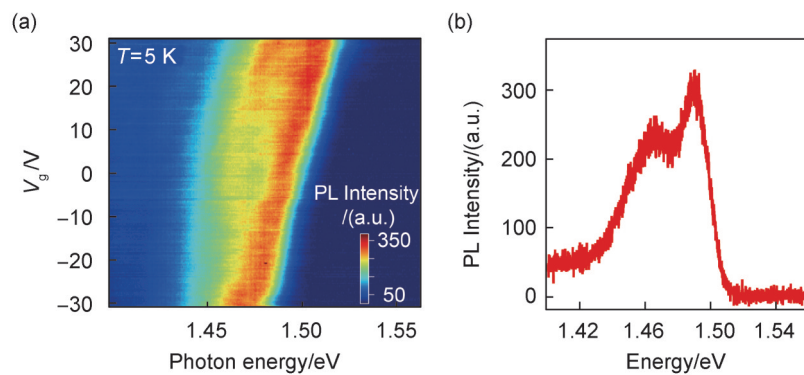 (a)
T=5 K
30
20
10
0
−10
−20
−30
Vg/V
PL Intensity
/(a.u.)
350
50
1.45
1.50
1.55
Photon energy/eV
(b)
300
200
100
0
PL Intensity/(a.u.)
1.42
1.46
1.50
1.54
Energy/eV